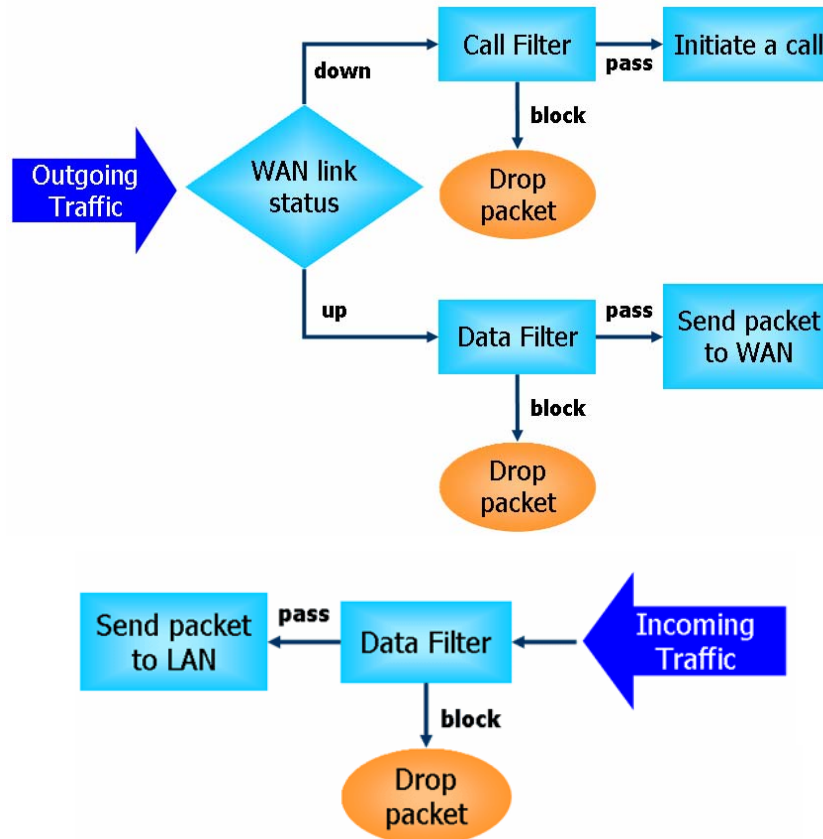 Call Filter
pass
Initiate a call
down
block
Outgoing
Traffic
WAN link
status
Drop
packet
up
Data Filter
pass
Send packet
to WAN
block
Drop
packet
Send packet
to LAN
pass
Data Filter
Incoming
Traffic
block
Drop
packet